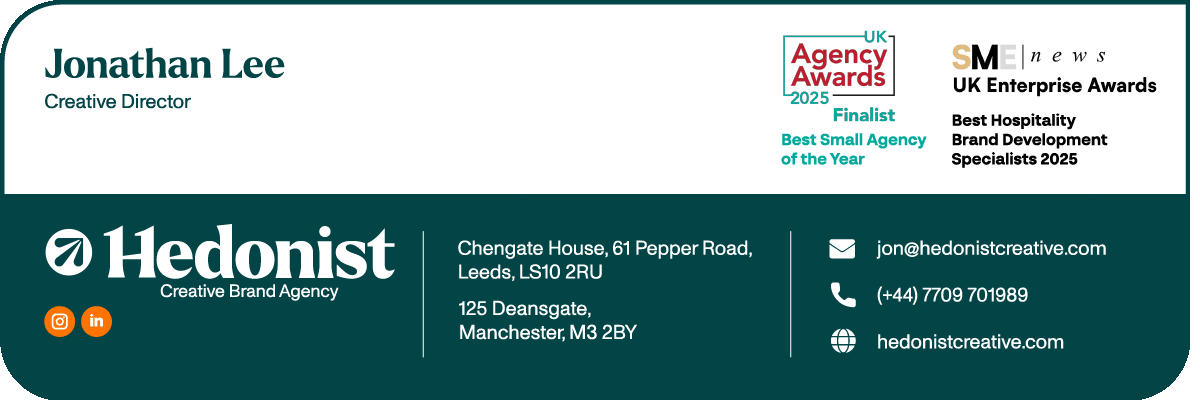 Jonathan Lee
Creative Director
UK
Agency
Awards
2025
Finalist
Best Small Agency
of the Year
SME news
UK Enterprise Awards
Best Hospitality
Brand Development
Specialists 2025
Hedonist
Creative Brand Agency
in
Chengate House, 61 Pepper Road,
Leeds, LS10 2RU
125 Deansgate,
Manchester, M3 2BY
jon@hedonistcreative.com
(+44) 7709 701989
hedonistcreative.com